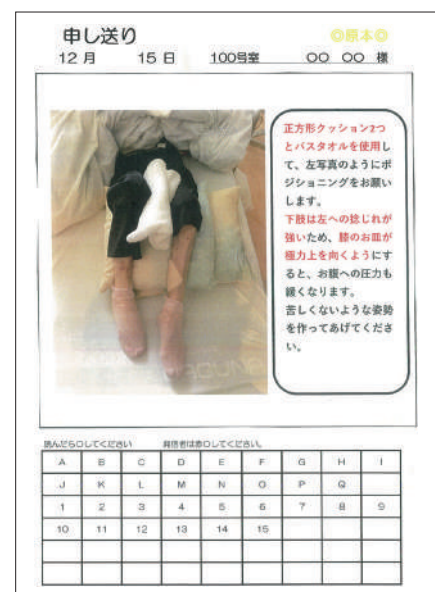 申し送り
◎原本◎
12 月 15 日 100号室 〇〇 〇〇 様
正方形クッション2つ
とバスタオルを使用し
て、左写真のようにポ
ジショニングをお願い
します。
下肢は左への捻じれが
強いため、膝のお皿が
極力上を向くようにす
ると、お腹への圧力も
緩くなります。
苦しくないような姿勢
を作ってあげてくださ
い。
読んだら〇してください 発信者は赤〇してください。
A B C D E F G H I
J K L M N O P Q
1 2 3 4 5 6 7 8 9
10 11 12 13 14 15